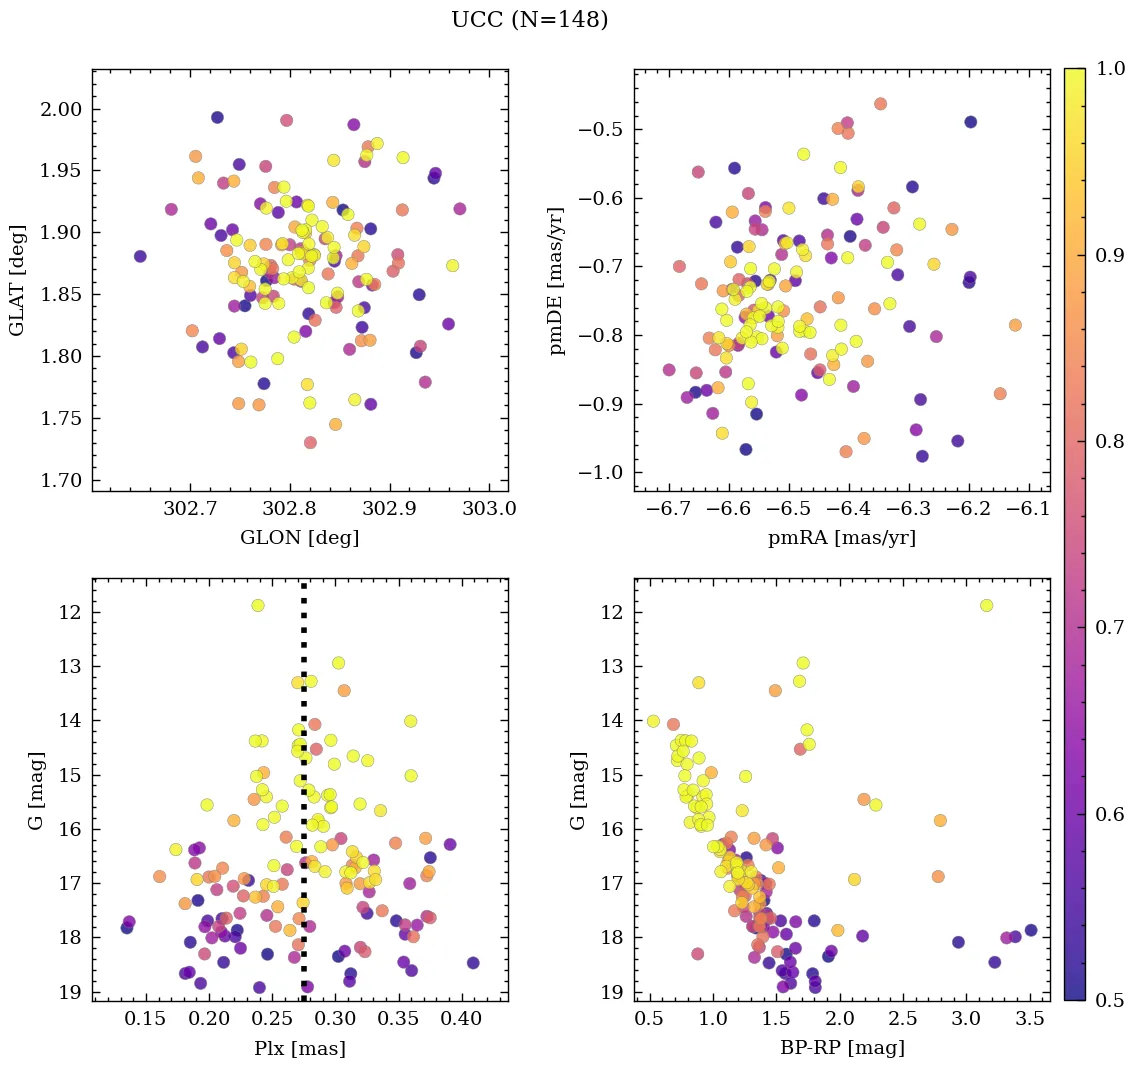 UCC (N=148)
2.00
1.95
1.90
1.85
1.80
1.75
1.70
GLAT [deg]
302.7 302.8 302.9 303.0
GLON [deg]
−0.5
−0.6
−0.7
−0.8
−0.9
−1.0
pmDE [mas/yr]
−6.7 −6.6 −6.5 −6.4 −6.3 −6.2 −6.1
pmRA [mas/yr]
12
13
14
15
16
17
18
19
G [mag]
0.15 0.20 0.25 0.30 0.35 0.40
Plx [mas]
12
13
14
15
16
17
18
19
G [mag]
0.5 1.0 1.5 2.0 2.5 3.0 3.5
BP-RP [mag]
1.0
0.9
0.8
0.7
0.6
0.5